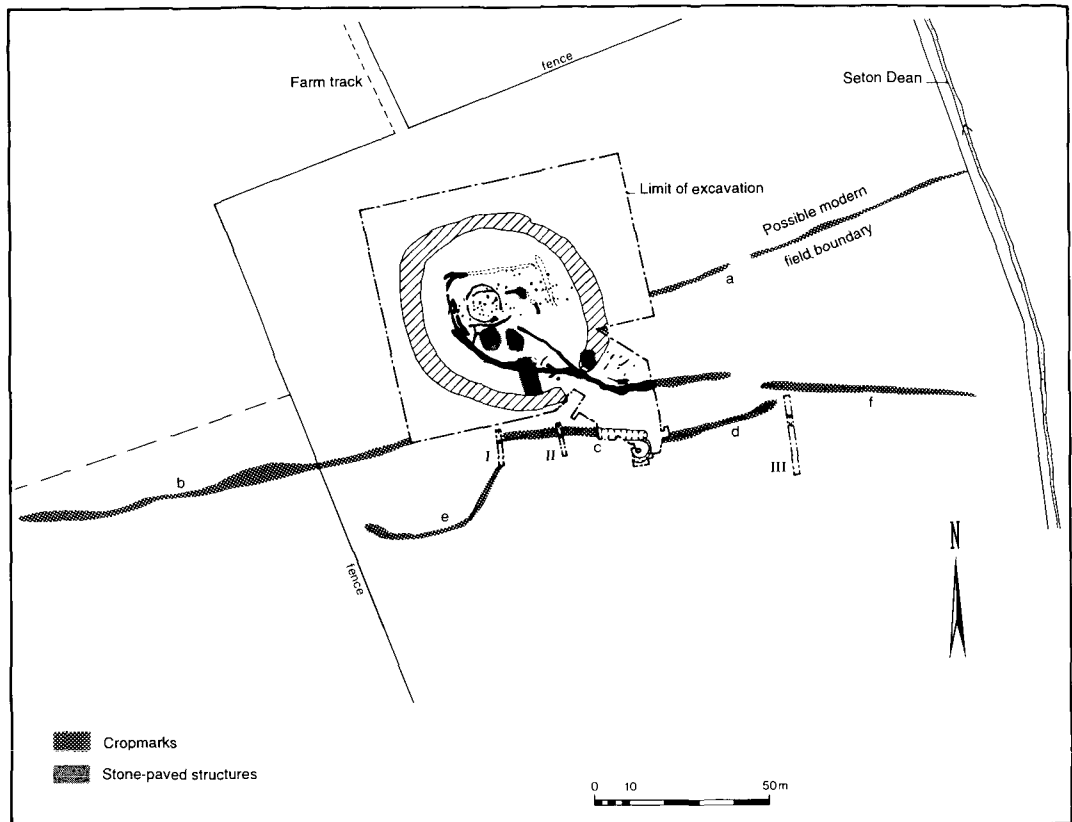 fence
Farm track
Seton Dean
Limit of excavation
Possible modern
field boundary
a
f
d
c
I
II
III
b
e
fence
N
Cropmarks
Stone-paved structures
0 10 50m